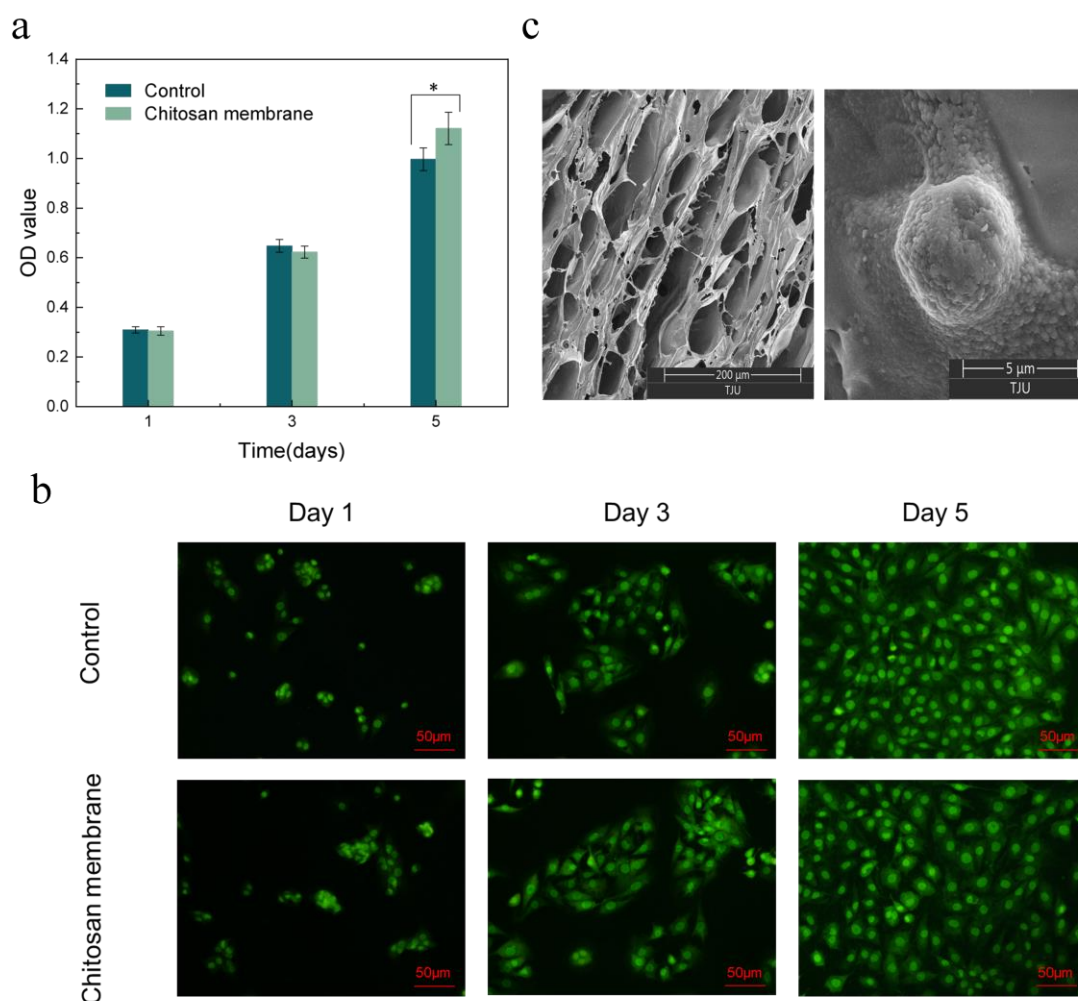 a
1.4
1.2
1.0
0.8
0.6
0.4
0.2
0.0
OD value
Control
Chitosan membrane
*
1
3
5
Time(days)
c
200 μm
TJU
5 μm
TJU
b
Day 1
Day 3
Day 5
Control
50μm
50μm
50μm
Chitosan membrane
50μm
50μm
50μm